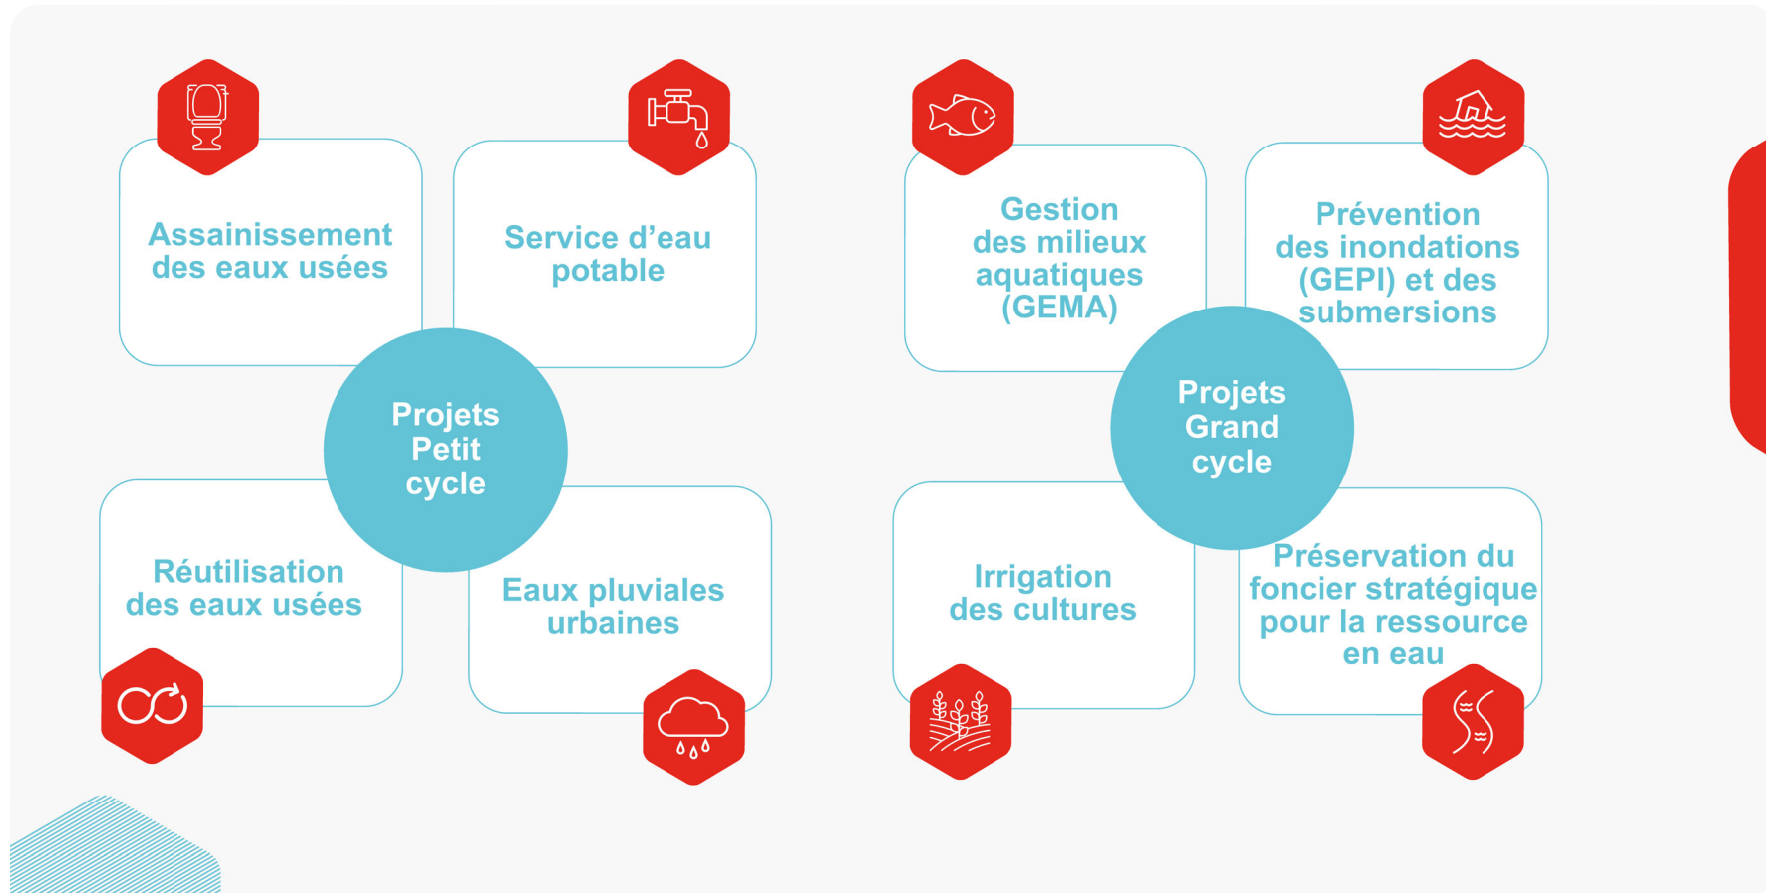 Assainissement
des eaux usées
Service d’eau
potable
Projets
Petit
cycle
Réutilisation
des eaux usées
Eaux pluviales
urbaines
Gestion
des milieux
aquatiques
(GEMA)
Prévention
des inondations
(GEPI) et des
submersions
Projets
Grand
cycle
Irrigation
des cultures
Préservation du
foncier stratégique
pour la ressource
en eau